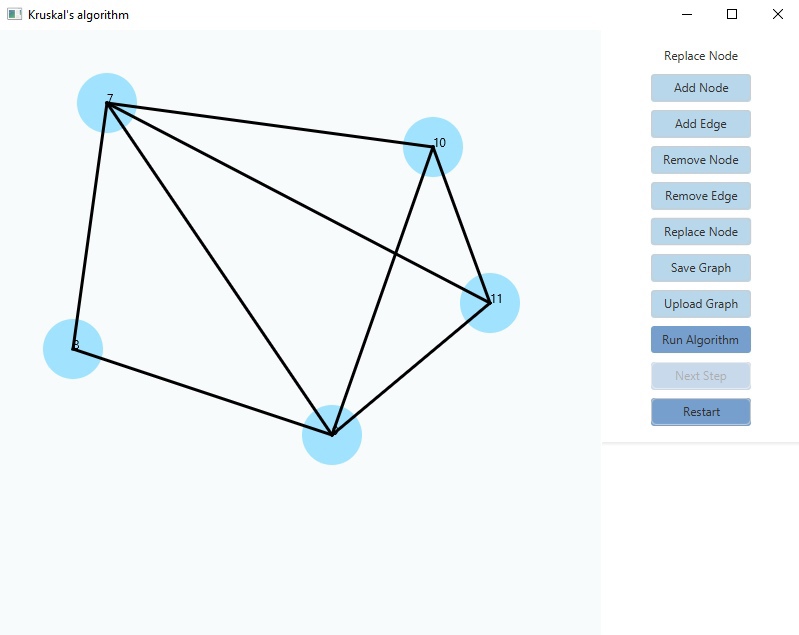 Kruskal's algorithm
Replace Node
7
Add Node
Add Edge
10
Remove Node
Remove Edge
Replace Node
Save Graph
11
Upload Graph
Run Algorithm
Next Step
Restart